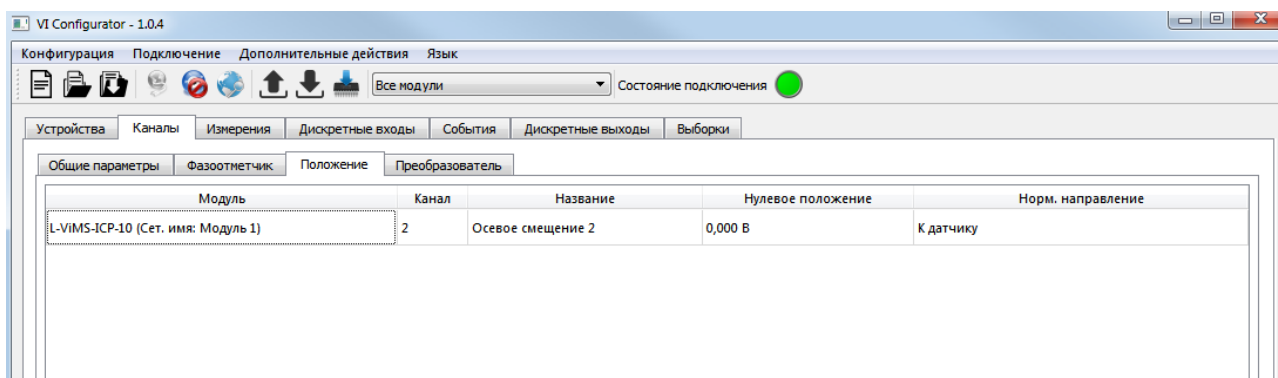 VI Configurator - 1.0.4
Конфигурация Подключение Дополнительные действия Язык
Все модули Состояние подключения
Устройства Каналы Измерения Дискретные входы События Дискретные выходы Выборки
Общие параметры Фазоотметчик Положение Преобразователь
Модуль Канал Название Нулевое положение Норм. направление
L-ViMS-ICP-10 (Сет. имя: Модуль 1) 2 Осевое смещение 2 0,000 В К датчику